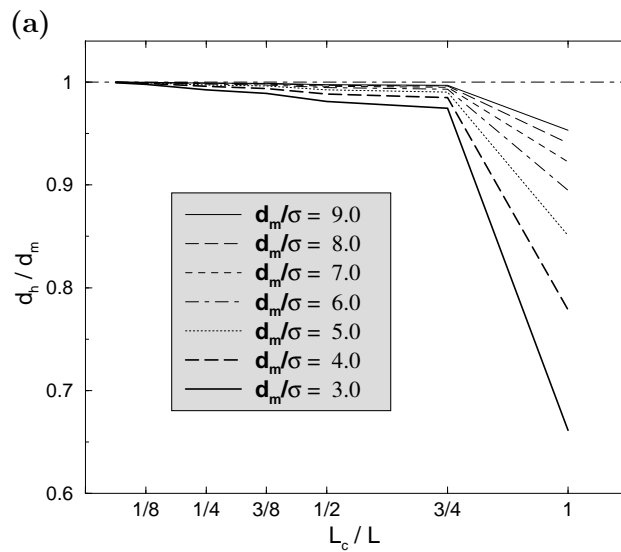 (a)
1
0.9
0.8
0.7
0.6
d_h / d_m
d_m/σ = 9.0
d_m/σ = 8.0
d_m/σ = 7.0
d_m/σ = 6.0
d_m/σ = 5.0
d_m/σ = 4.0
d_m/σ = 3.0
1/8 1/4 3/8 1/2 3/4 1
L_c / L